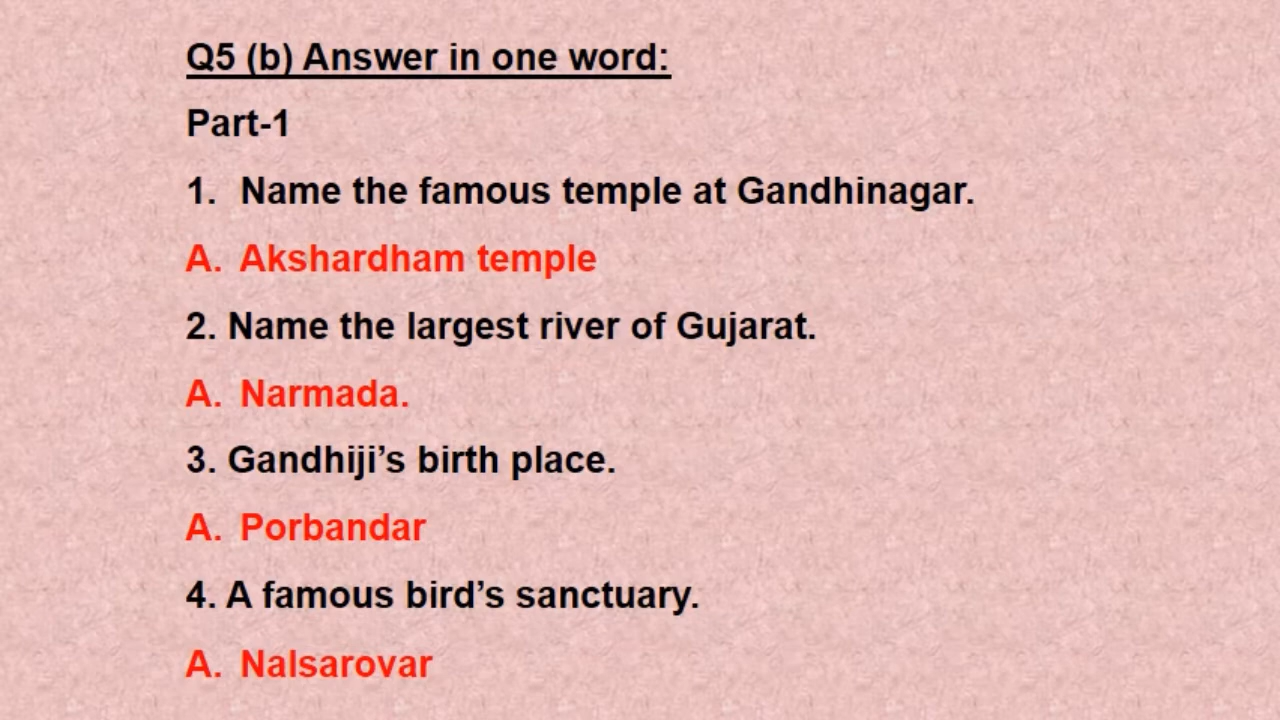 Q5 (b) Answer in one word:
Part-1
1. Name the famous temple at Gandhinagar.
A. Akshardham temple
2. Name the largest river of Gujarat.
A. Narmada.
3. Gandhiji’s birth place.
A. Porbandar
4. A famous bird’s sanctuary.
A. Nalsarovar